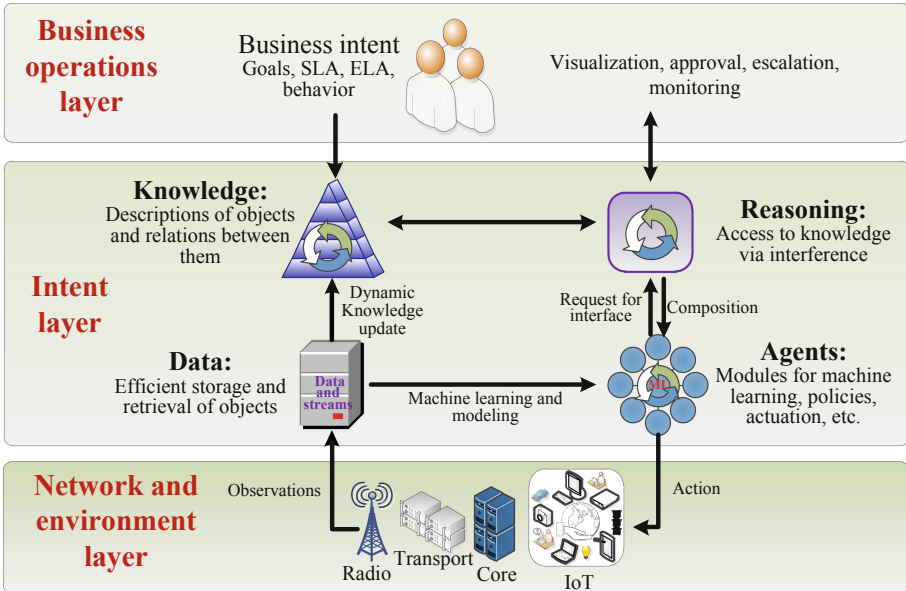 Business
operations
layer
Business intent
Goals, SLA, ELA,
behavior
Visualization, approval, escalation,
monitoring
Intent
layer
Knowledge:
Descriptions of objects
and relations between
them
Reasoning:
Access to knowledge
via interference
Dynamic
Knowledge
update
Request for
interface
Composition
Data:
Efficient storage and
retrieval of objects
Data
and
streams
Machine learning and
modeling
ML
Agents:
Modules for machine
learning, policies,
actuation, etc.
Network and
environment
layer
Observations
Radio
Transport
Core
IoT
Action